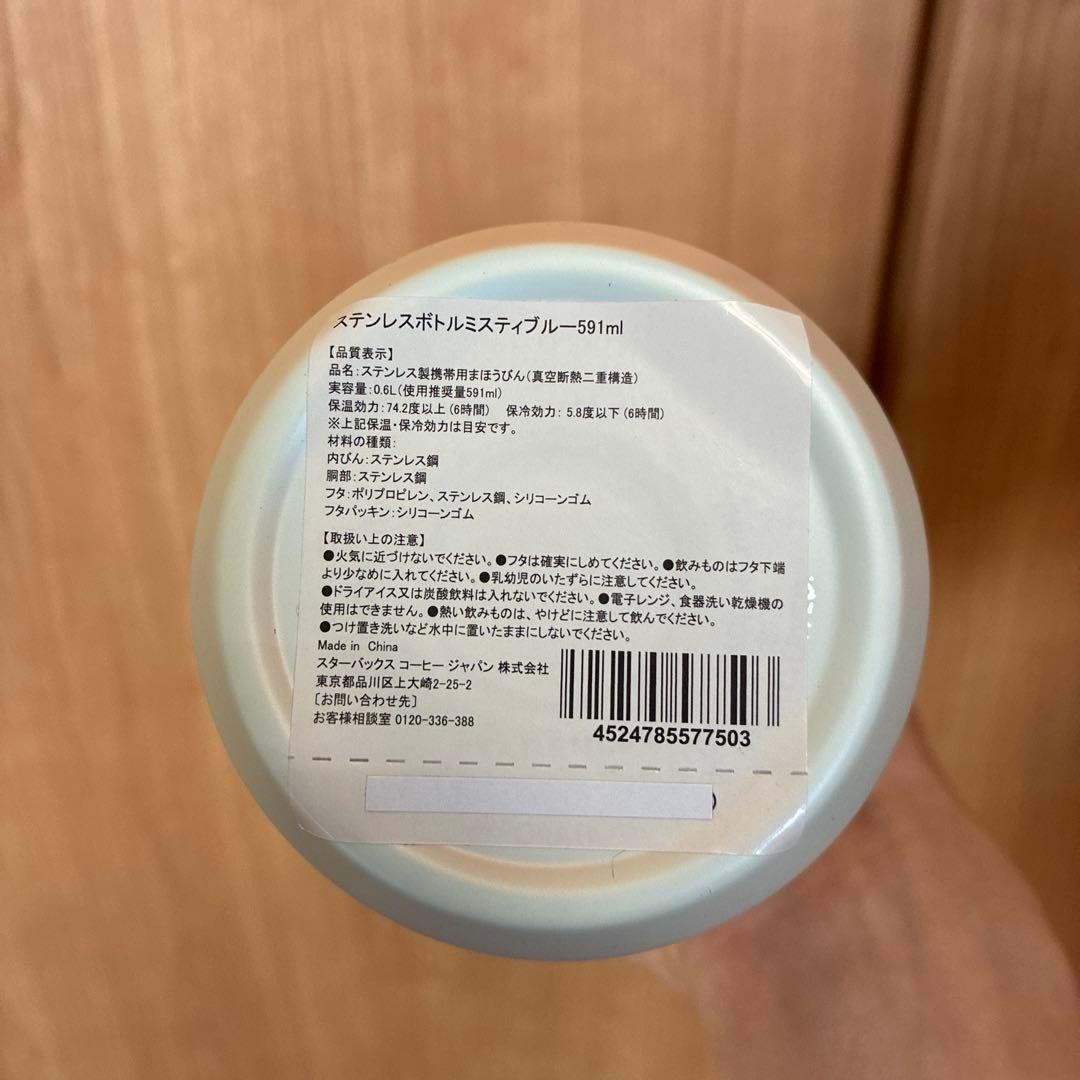 ステンレスボトルミスティブルー591ml
【品質表示】
品名：ステンレス製携帯用まほうびん（真空断熱二重構造）
実容量：0.6L（使用推奨量591ml）
保温効力：74.2度以上（6時間） 保冷効力：5.8度以下（6時間）
※上記保温・保冷効力は目安です。
材料の種類：
内びん：ステンレス鋼
胴部：ステンレス鋼
フタ：ポリプロピレン、ステンレス鋼、シリコーンゴム
フタパッキン：シリコーンゴム
【取扱い上の注意】
●火気に近づけないでください。●フタは確実にしめてください。●飲みものはフタ下端
より少なめに入れてください。●乳幼児のいたずらに注意してください。
●ドライアイス又は炭酸飲料は入れないでください。●電子レンジ、食器洗い乾燥機の
使用はできません。●熱い飲みものは、やけどに注意して飲んでください。
●つけ置き洗いなど水中に置いたままにしないでください。
Made in China
スターバックス コーヒー ジャパン 株式会社
東京都品川区上大崎2-25-2
［お問い合わせ先］
お客様相談室 0120-336-388
4524785577503